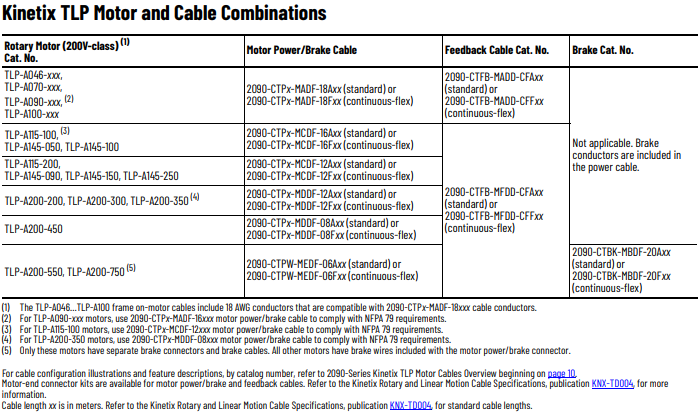 Kinetix TLP Motor and Cable Combinations
Rotary Motor (200V-class) (1)
Cat. No.
Motor Power/Brake Cable
Feedback Cable Cat. No.
Brake Cat. No.
TLP-A046-xxx,
TLP-A070-xxx,
TLP-A090-xxx, (2)
TLP-A100-xxx
2090-CTPx-MADF-18Axx (standard) or
2090-CTPx-MADF-18Fxx (continuous-flex)
2090-CTFB-MADD-CFAxx
(standard) or
2090-CTFB-MADD-CFFxx
(continuous-flex)
Not applicable. Brake
conductors are included in
the power cable.
TLP-A115-100, (3)
TLP-A145-050, TLP-A145-100
2090-CTPx-MCDF-16Axx (standard) or
2090-CTPx-MCDF-16Fxx (continuous-flex)
2090-CTFB-MFDD-CFAxx
(standard) or
2090-CTFB-MFDD-CFFxx
(continuous-flex)
TLP-A115-200,
TLP-A145-090, TLP-A145-150, TLP-A145-250
2090-CTPx-MCDF-12Axx (standard) or
2090-CTPx-MCDF-12Fxx (continuous-flex)
TLP-A200-200, TLP-A200-300, TLP-A200-350 (4)
2090-CTPx-MDDF-12Axx (standard) or
2090-CTPx-MDDF-12Fxx (continuous-flex)
TLP-A200-450
2090-CTPx-MDDF-08Axx (standard) or
2090-CTPx-MDDF-08Fxx (continuous-flex)
TLP-A200-550, TLP-A200-750 (5)
2090-CTPW-MEDF-06Axx (standard) or
2090-CTPW-MEDF-06Fxx (continuous-flex)
2090-CTBK-MBDF-20Axx
(standard) or
2090-CTBK-MBDF-20Fxx
(continuous-flex)
(1) The TLP-A046...TLP-A100 frame on-motor cables include 18 AWG conductors that are compatible with 2090-CTPx-MADF-18xxx cable conductors.
(2) For TLP-A090-xxx motors, use 2090-CTPx-MADF-16xxx motor power/brake cable to comply with NFPA 79 requirements.
(3) For TLP-A115-100 motors, use 2090-CTPx-MCDF-12xxx motor power/brake cable to comply with NFPA 79 requirements.
(4) For TLP-A200-350 motors, use 2090-CTPx-MDDF-08xxx motor power/brake cable to comply with NFPA 79 requirements.
(5) Only these motors have separate brake connectors and brake cables. All other motors have brake wires included with the motor power/brake connector.
For cable configuration illustrations and feature descriptions, by catalog number, refer to 2090-Series Kinetix TLP Motor Cables Overview beginning on page 10.
Motor-end connector kits are available for motor power/brake and feedback cables. Refer to the Kinetix Rotary and Linear Motion Cable Specifications, publication KNX-TD004, for more
information.
Cable length xx is in meters. Refer to the Kinetix Rotary and Linear Motion Cable Specifications, publication KNX-TD004, for standard cable lengths.